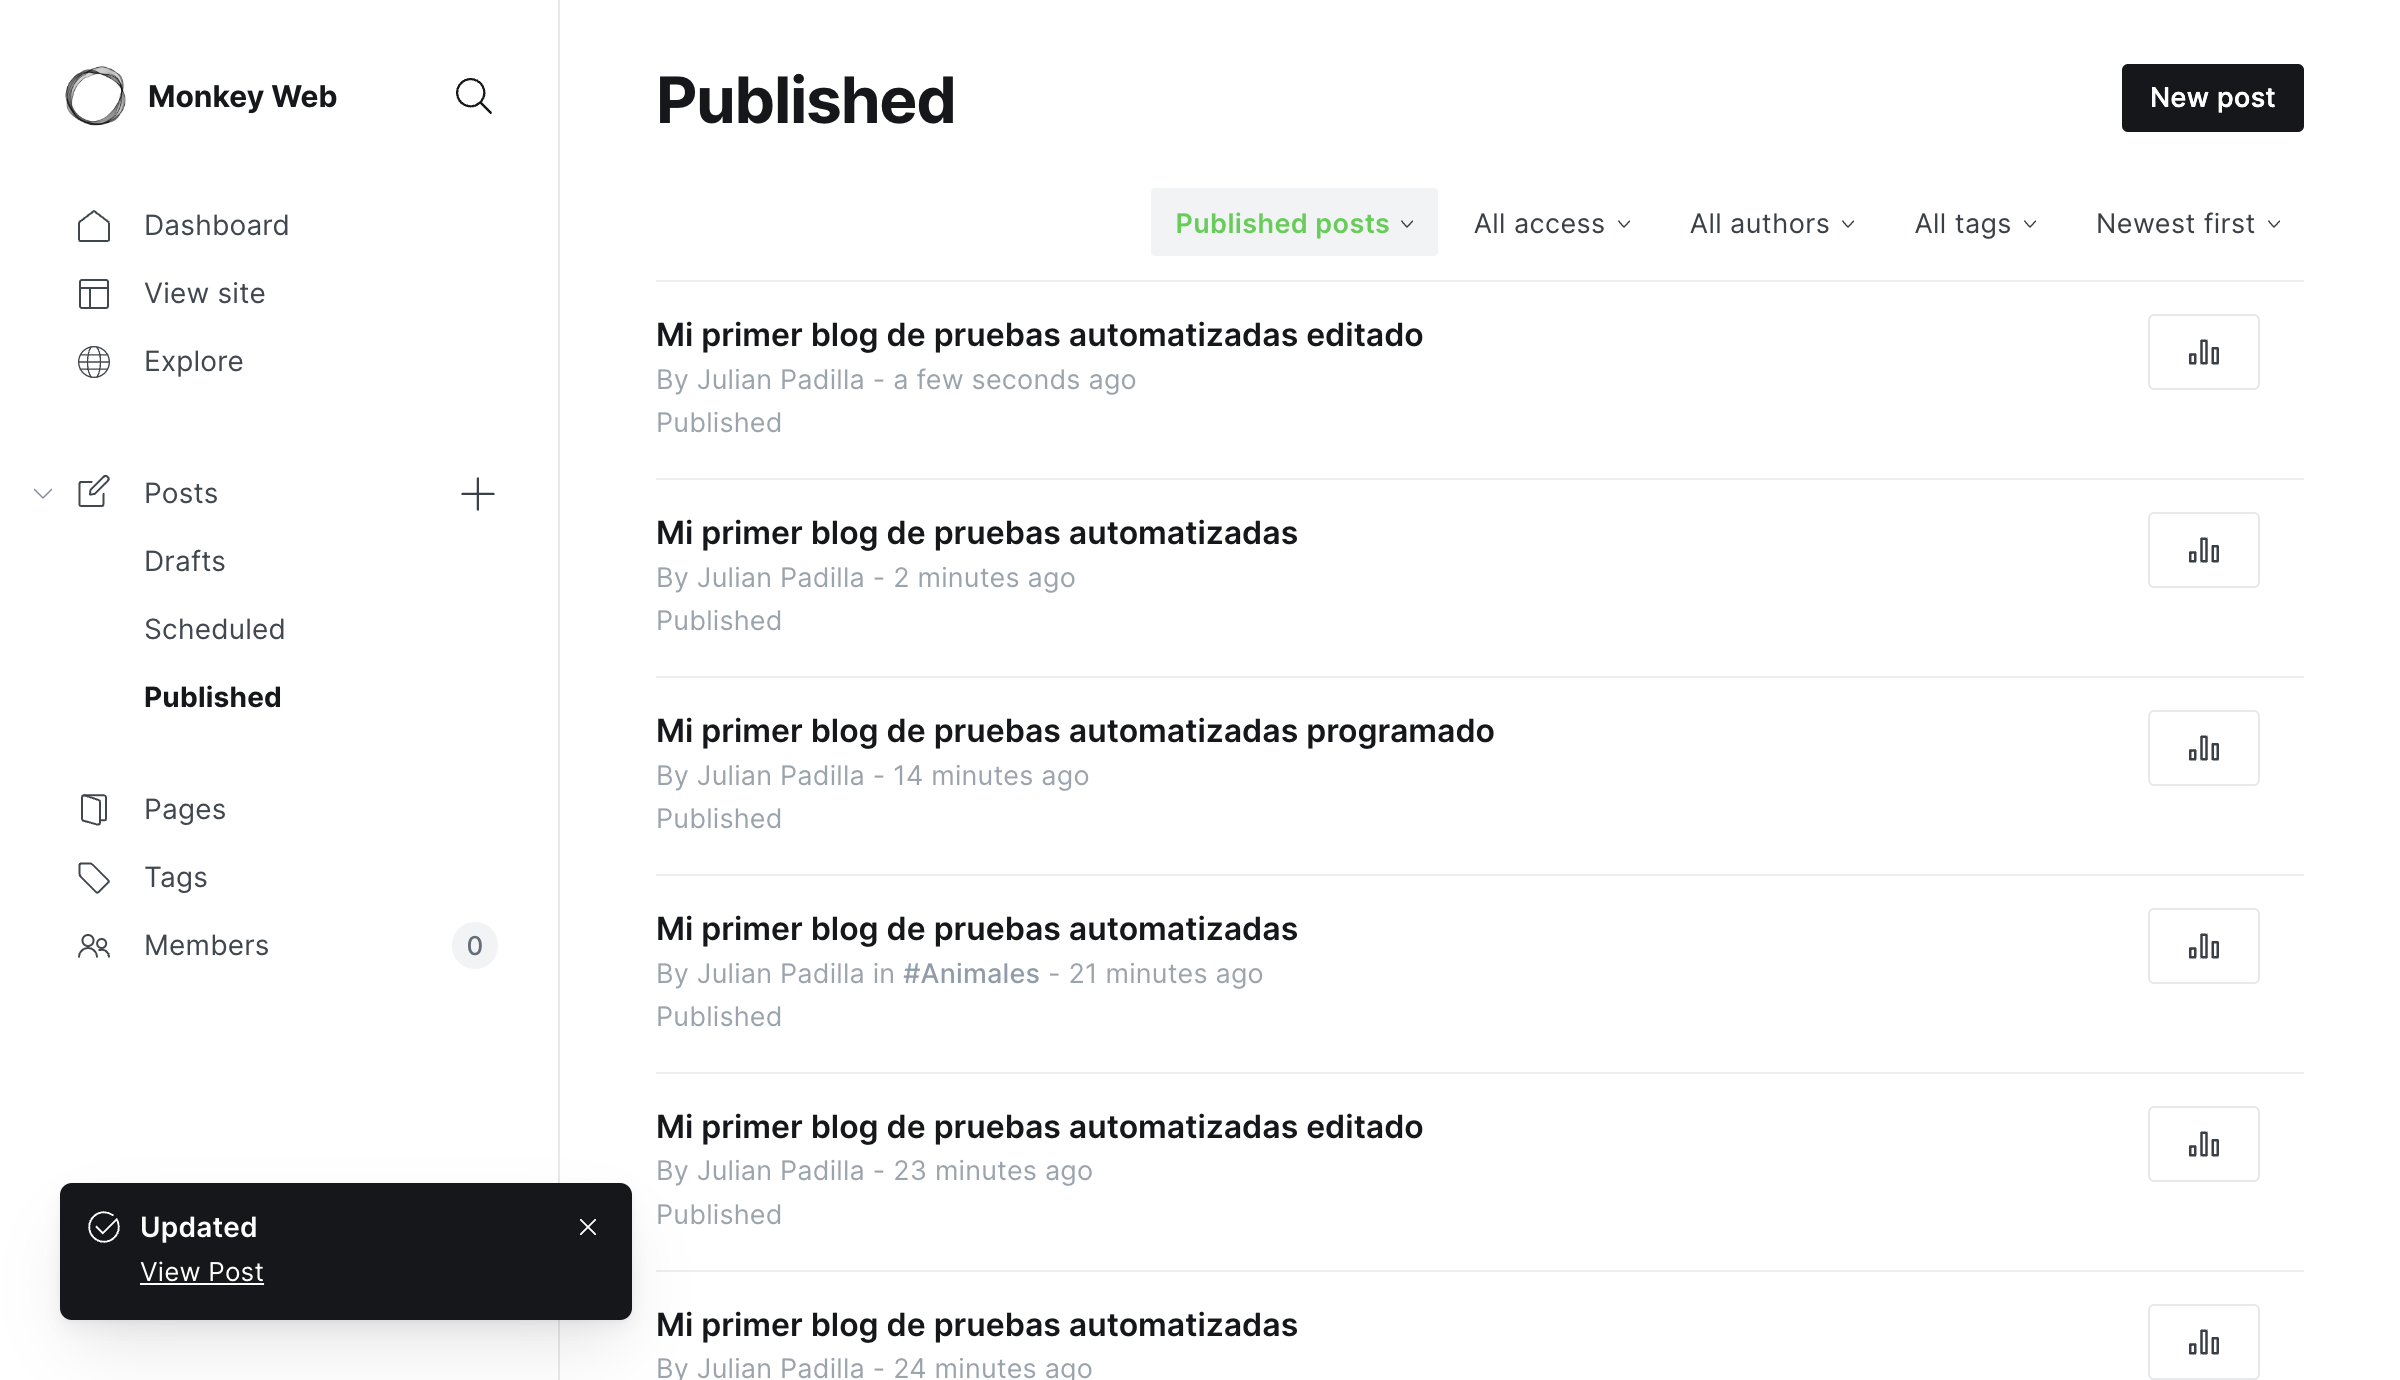 Monkey Web
Dashboard
View site
Explore
Posts
Drafts
Scheduled
Published
Pages
Tags
Members 0
Updated
View Post
Published
New post
Published posts All access All authors All tags Newest first
Mi primer blog de pruebas automatizadas editado
By Julian Padilla - a few seconds ago
Published
Mi primer blog de pruebas automatizadas
By Julian Padilla - 2 minutes ago
Published
Mi primer blog de pruebas automatizadas programado
By Julian Padilla - 14 minutes ago
Published
Mi primer blog de pruebas automatizadas
By Julian Padilla in #Animales - 21 minutes ago
Published
Mi primer blog de pruebas automatizadas editado
By Julian Padilla - 23 minutes ago
Published
Mi primer blog de pruebas automatizadas
By Julian Padilla - 24 minutes ago